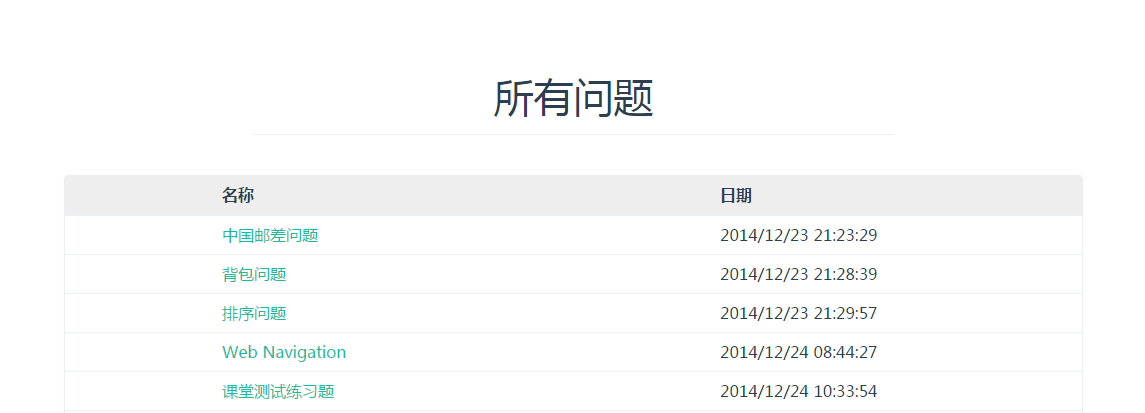 所有问题
名称 日期
中国邮差问题 2014/12/23 21:23:29
背包问题 2014/12/23 21:28:39
排序问题 2014/12/23 21:29:57
Web Navigation 2014/12/24 08:44:27
课堂测试练习题 2014/12/24 10:33:54